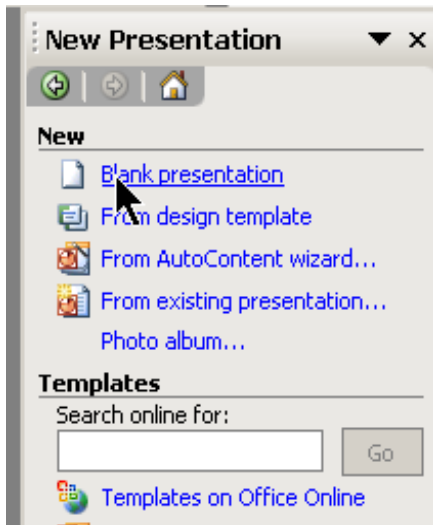 New Presentation
New
Blank presentation
From design template
From AutoContent wizard...
From existing presentation...
Photo album...
Templates
Search online for:
Go
Templates on Office Online